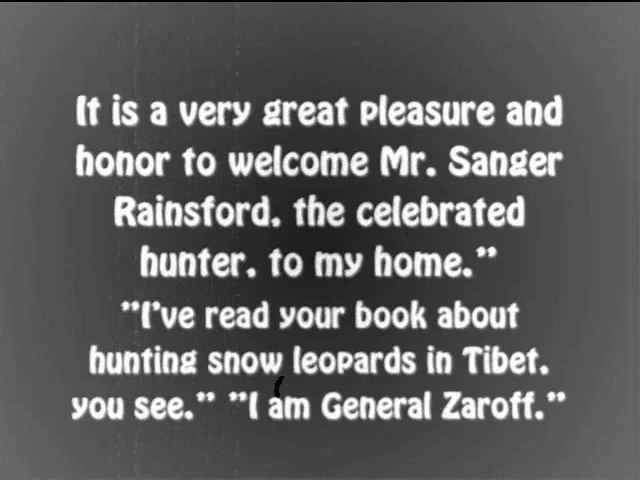 It is a very great pleasure and
honor to welcome Mr. Sanger
Rainsford, the celebrated
hunter, to my home."
"I've read your book about
hunting snow leopards in Tibet,
you see." "I am General Zaroff."